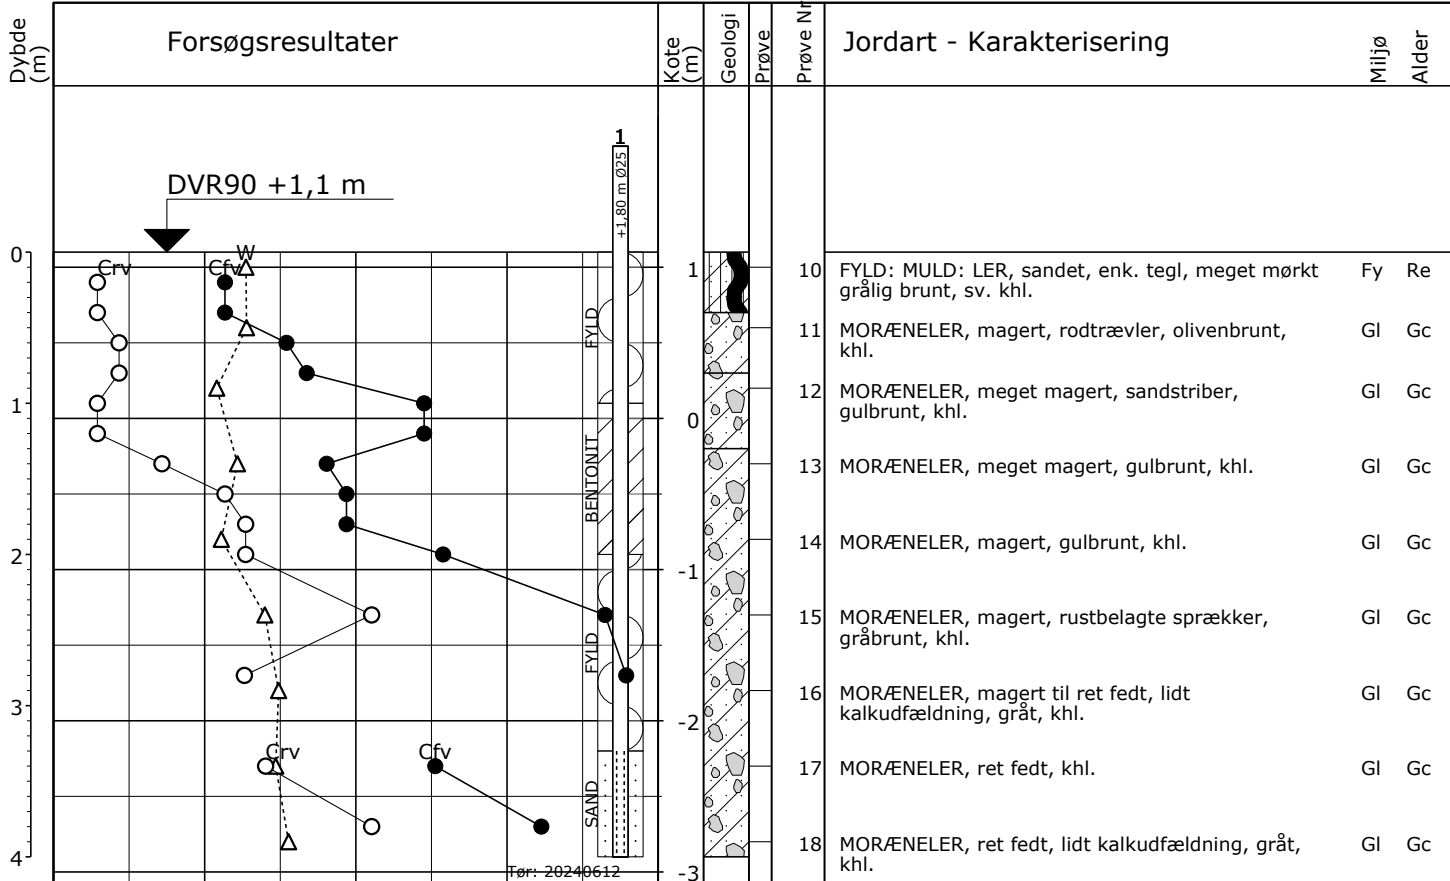 Dybde (m)
Forsøgsresultater
Kote (m)
Geologi
Prøve
Prøve Nr
Jordart - Karakterisering
Miljø
Alder
1
+1,80 m Ø25
DVR90 +1,1 m
0
Crv
Cfv
W
1
10 FYLD: MULD: LER, sandet, enk. tegl, meget mørkt Fy Re
grålig brunt, sv. khl.
FYLD
11 MORÆNELER, magert, rodtrævler, olivenbrunt, Gl Gc
khl.
12 MORÆNELER, meget magert, sandstriber, Gl Gc
gulbrunt, khl.
1
0
BENTONIT
13 MORÆNELER, meget magert, gulbrunt, khl. Gl Gc
14 MORÆNELER, magert, gulbrunt, khl. Gl Gc
2
-1
15 MORÆNELER, magert, rustbelagte sprækker, Gl Gc
gråbrunt, khl.
FYLD
16 MORÆNELER, magert til ret fedt, lidt Gl Gc
kalkudfældning, gråt, khl.
3
-2
Crv
Cfv
17 MORÆNELER, ret fedt, khl. Gl Gc
SAND
18 MORÆNELER, ret fedt, lidt kalkudfældning, gråt, Gl Gc
khl.
4
Tør: 20240612
-3